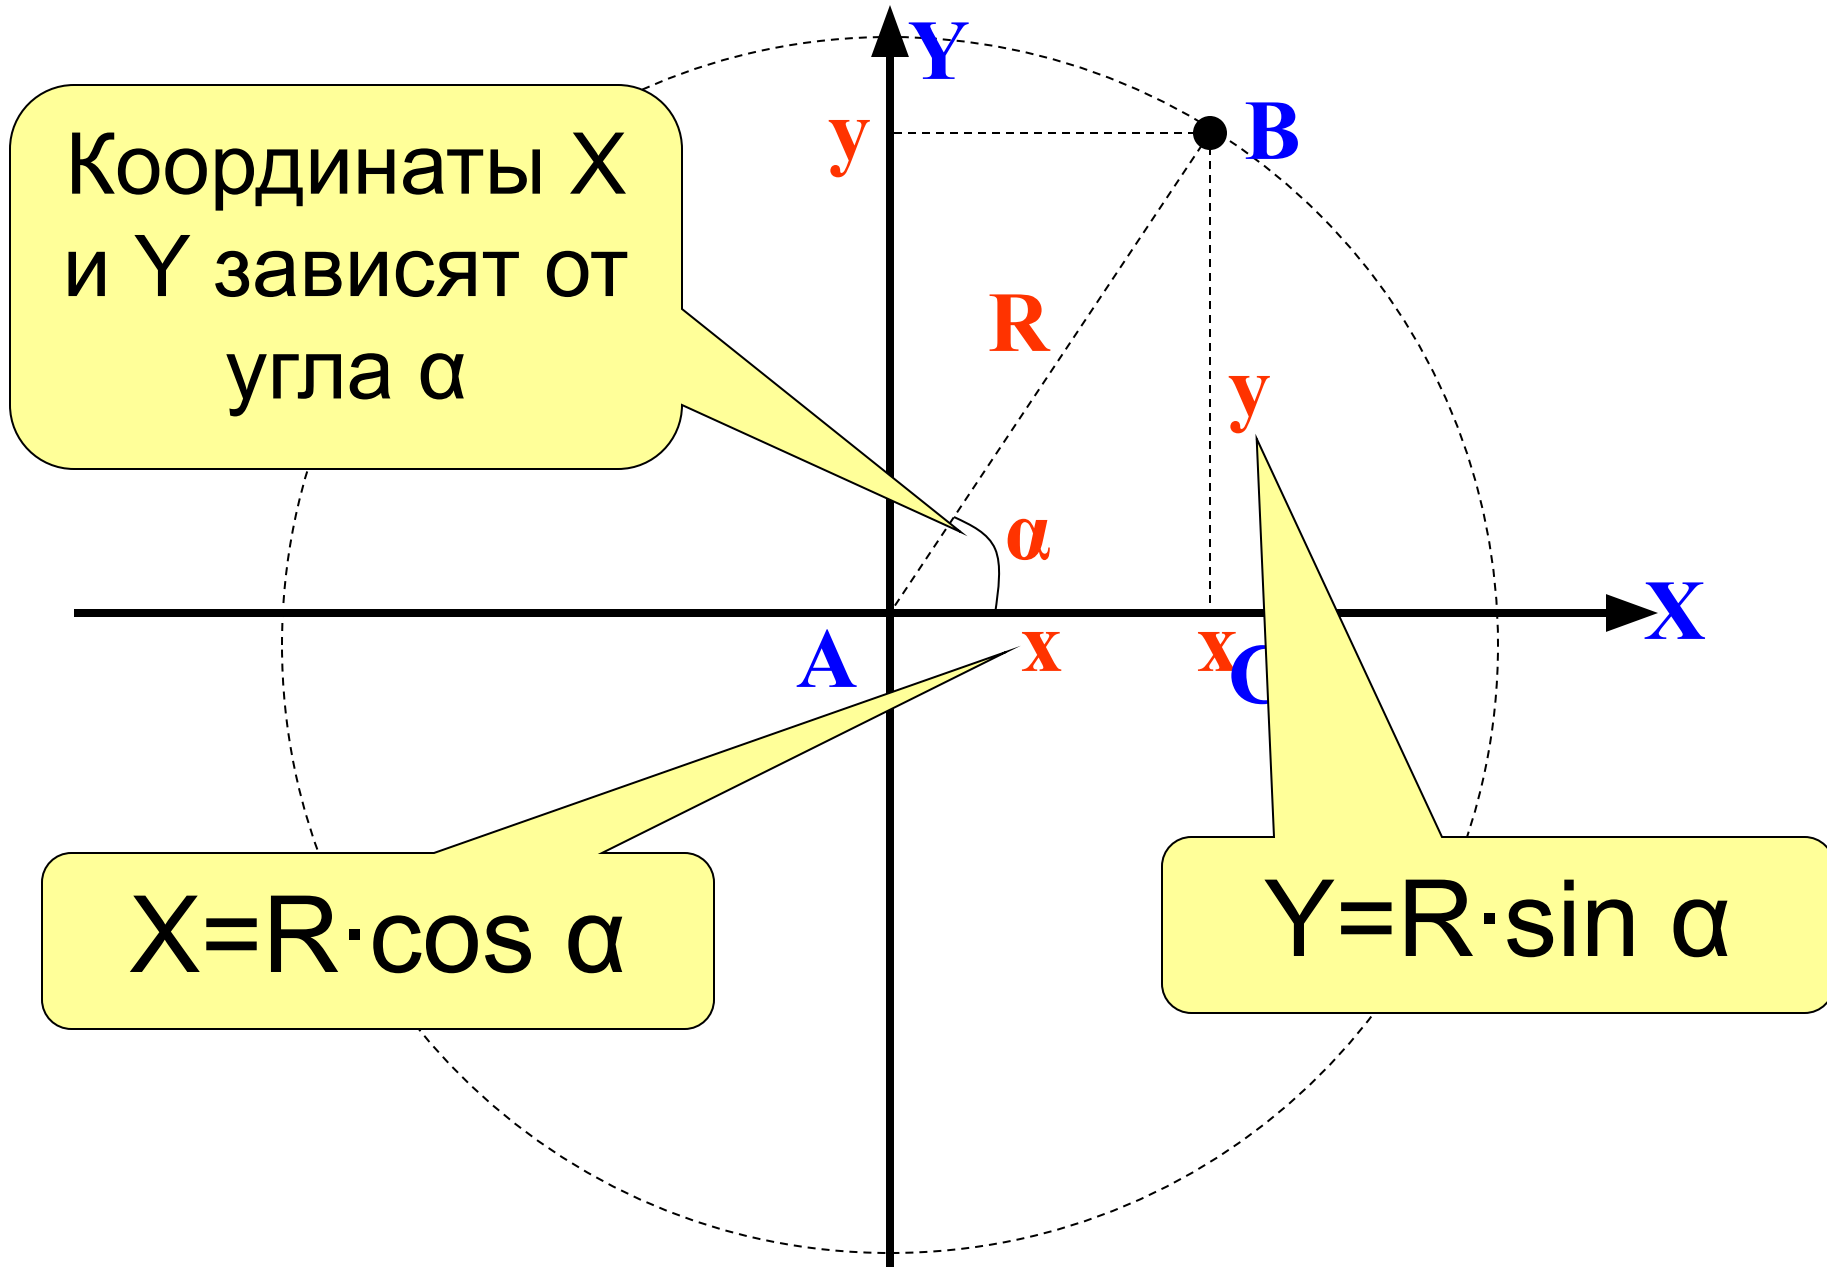 Y
y
B
Координаты X
и Y зависят от
угла α
R
y
α
X
A
x
x
X=R·cos α
Y=R·sin α